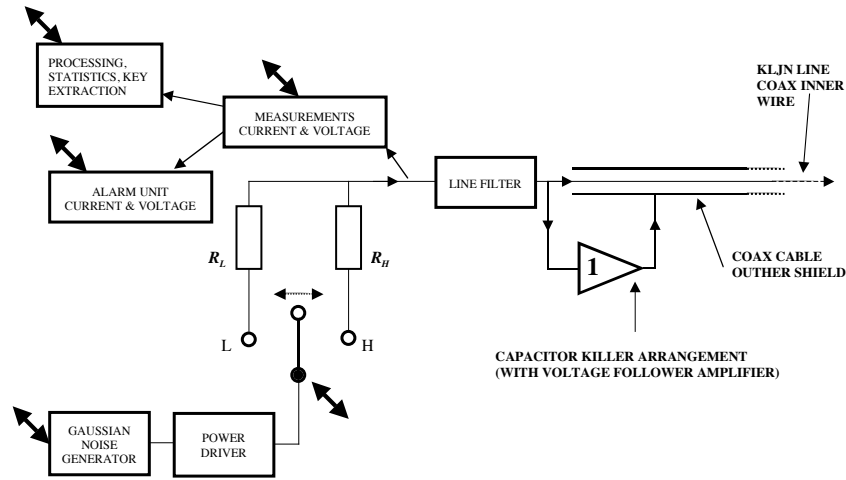 PROCESSING,
STATISTICS, KEY
EXTRACTION
MEASUREMENTS
CURRENT & VOLTAGE
KLJN LINE
COAX INNER
WIRE
ALARM UNIT
CURRENT & VOLTAGE
LINE FILTER
R_L
R_H
1
COAX CABLE
OUTHER SHIELD
L
H
CAPACITOR KILLER ARRANGEMENT
(WITH VOLTAGE FOLLOWER AMPLIFIER)
GAUSSIAN
NOISE
GENERATOR
POWER
DRIVER